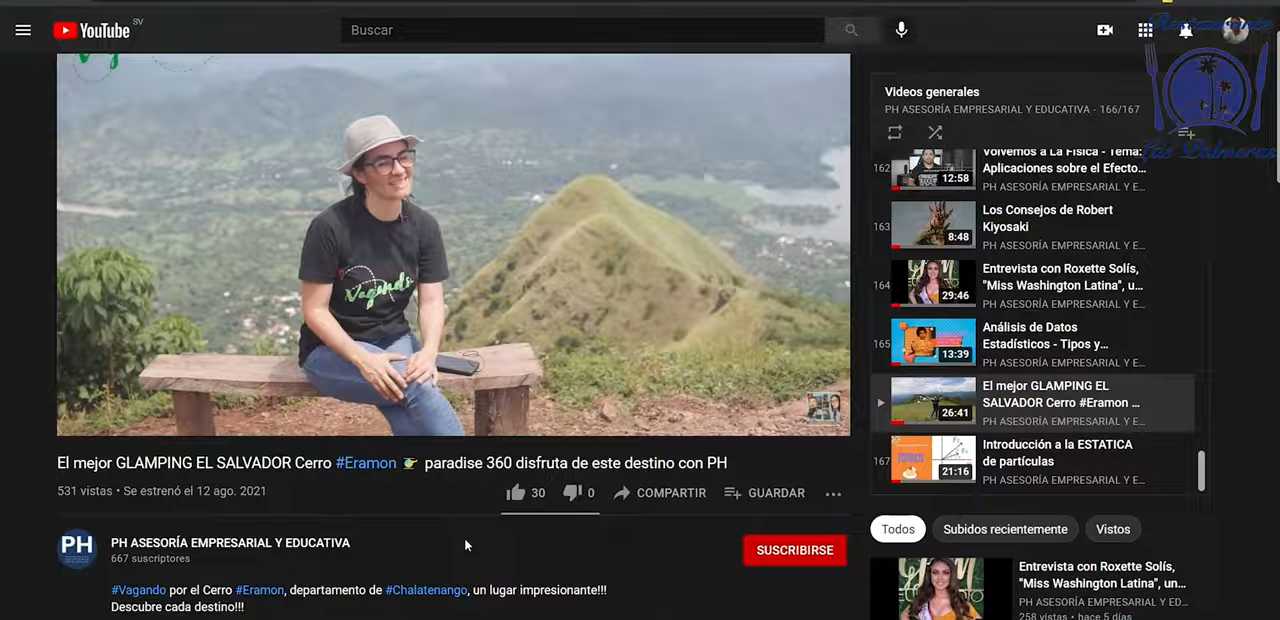 YouTube SV
Buscar
Restaurante
Las Palmeras
Vagando
El mejor GLAMPING EL SALVADOR Cerro #Eramon 👉 paradise 360 disfruta de este destino con PH
531 vistas • Se estrenó el 12 ago. 2021
30
0
COMPARTIR
GUARDAR
PH
PH ASESORÍA EMPRESARIAL Y EDUCATIVA
667 suscriptores
SUSCRIBIRSE
#Vagando por el Cerro #Eramon, departamento de #Chalatenango, un lugar impresionante!!!
Descubre cada destino!!!
Videos generales
PH ASESORÍA EMPRESARIAL Y EDUCATIVA - 166/167
162
12:58
Volvemos a La Física - Tema:
Aplicaciones sobre el Efecto...
PH ASESORÍA EMPRESARIAL Y E...
163
8:48
Los Consejos de Robert
Kiyosaki
PH ASESORÍA EMPRESARIAL Y E...
164
29:46
Entrevista con Roxette Solís,
"Miss Washington Latina", u...
PH ASESORÍA EMPRESARIAL Y E...
165
13:39
Análisis de Datos
Estadísticos - Tipos y...
PH ASESORÍA EMPRESARIAL Y E...
26:41
El mejor GLAMPING EL
SALVADOR Cerro #Eramon ...
PH ASESORÍA EMPRESARIAL Y E...
167
21:16
Introducción a la ESTATICA
de partículas
PH ASESORÍA EMPRESARIAL Y E...
Todos
Subidos recientemente
Vistos
Entrevista con Roxette Solís,
"Miss Washington Latina", un...
PH ASESORÍA EMPRESARIAL Y ED...
258 vistas • hace 5 días